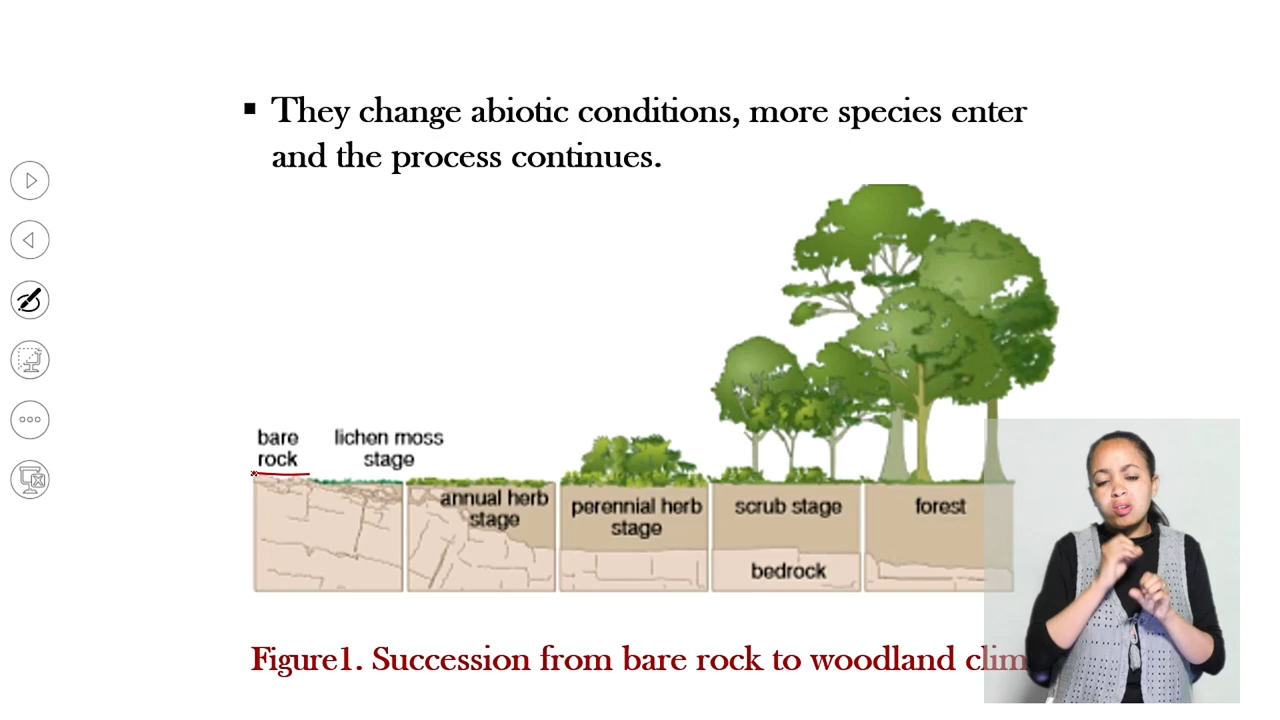 ▪ They change abiotic conditions, more species enter
and the process continues.
bare
rock
lichen moss
stage
annual herb
stage
perennial herb
stage
scrub stage
forest
bedrock
Figure1. Succession from bare rock to woodland